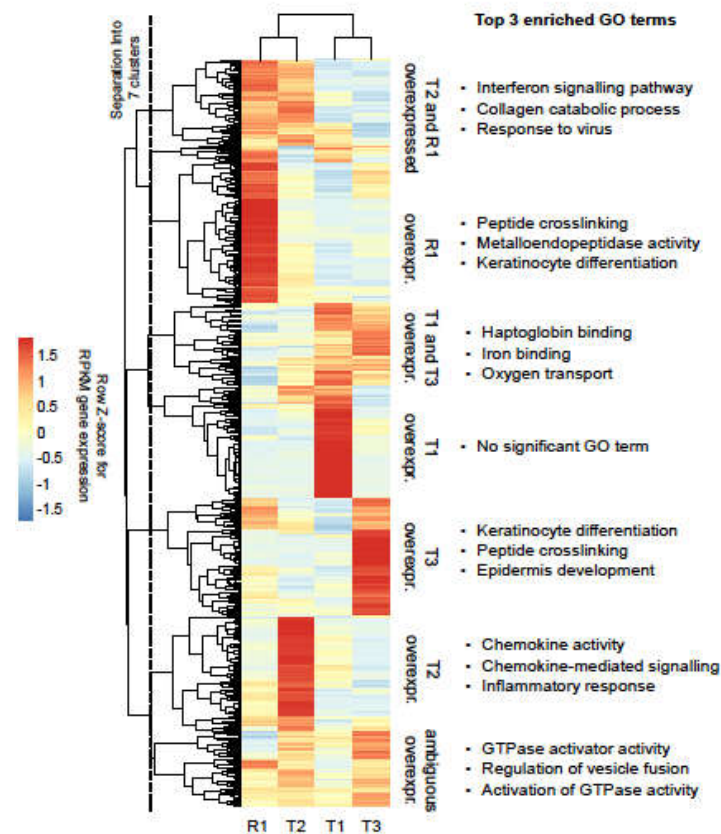 Top 3 enriched GO terms
Separation Into
7 clusters
T2 and R1
overexpressed
▪ Interferon signalling pathway
▪ Collagen catabolic process
▪ Response to virus
R1
overexpr.
▪ Peptide crosslinking
▪ Metalloendopeptidase activity
▪ Keratinocyte differentiation
T1 and T3
overexpr.
▪ Haptoglobin binding
▪ Iron binding
▪ Oxygen transport
T1
overexpr.
▪ No significant GO term
T3
overexpr.
▪ Keratinocyte differentiation
▪ Peptide crosslinking
▪ Epidermis development
T2
overexpr.
▪ Chemokine activity
▪ Chemokine-mediated signalling
▪ Inflammatory response
ambiguous
overexpr.
▪ GTPase activator activity
▪ Regulation of vesicle fusion
▪ Activation of GTPase activity
Row Z-score for
RPKM gene expression
1.5
1
0.5
0
-0.5
-1
-1.5
R1 T2 T1 T3